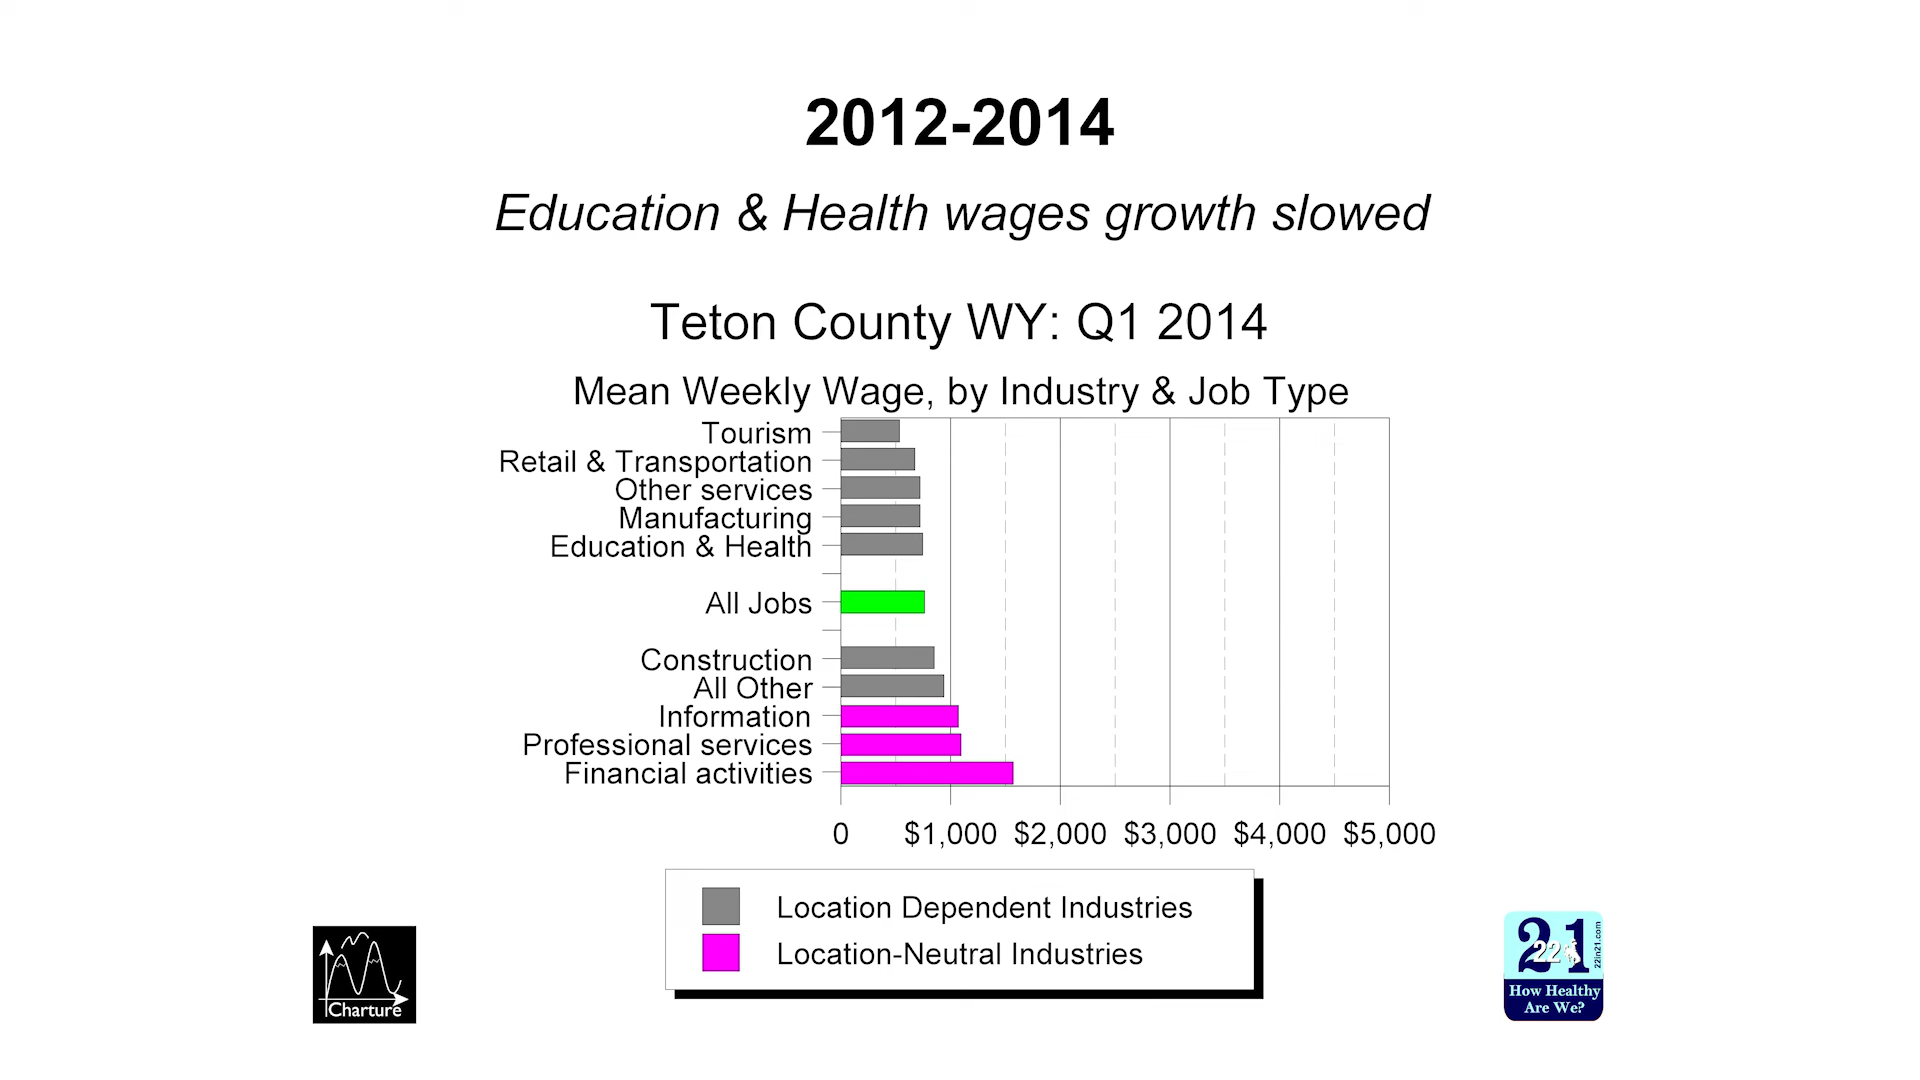 2012-2014
Education & Health wages growth slowed
Teton County WY: Q1 2014
Mean Weekly Wage, by Industry & Job Type
Tourism
Retail & Transportation
Other services
Manufacturing
Education & Health
All Jobs
Construction
All Other
Information
Professional services
Financial activities
0 $1,000 $2,000 $3,000 $4,000 $5,000
Location Dependent Industries
Location-Neutral Industries
Charture
21
22
22in21.com
How Healthy
Are We?